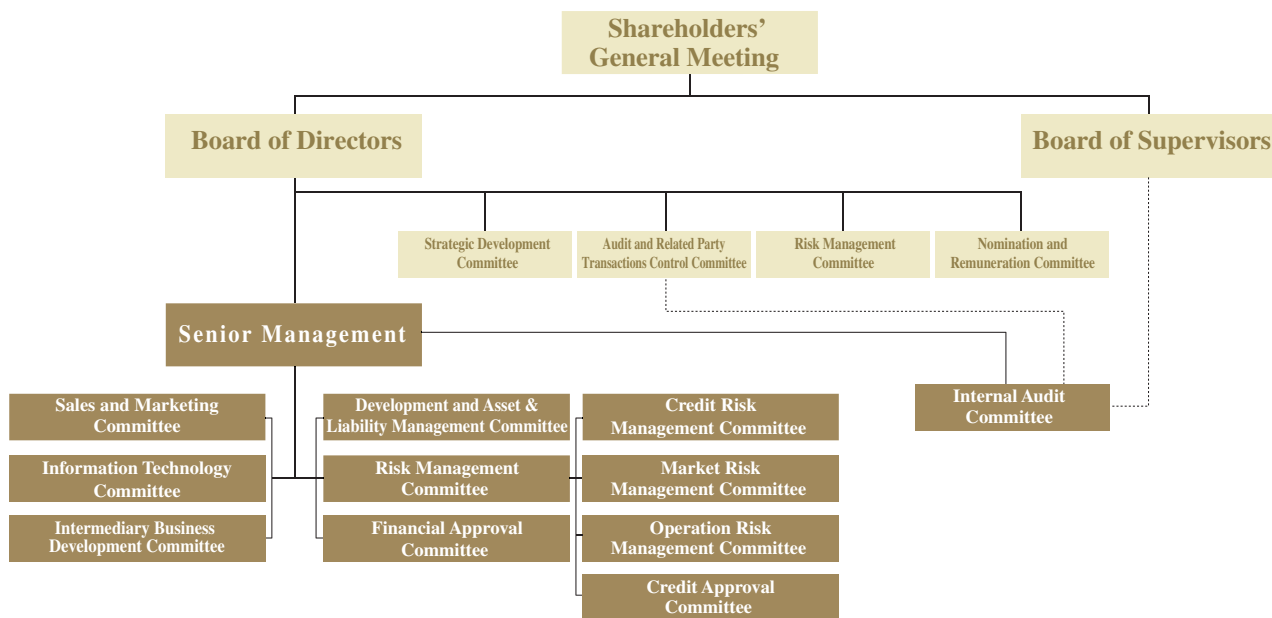 Shareholders’
General Meeting
Board of Directors
Board of Supervisors
Strategic Development
Committee
Audit and Related Party
Transactions Control Committee
Risk Management
Committee
Nomination and
Remuneration Committee
Senior Management
Internal Audit
Committee
Sales and Marketing
Committee
Development and Asset &
Liability Management Committee
Credit Risk
Management Committee
Information Technology
Committee
Risk Management
Committee
Market Risk
Management Committee
Intermediary Business
Development Committee
Financial Approval
Committee
Operation Risk
Management Committee
Credit Approval
Committee